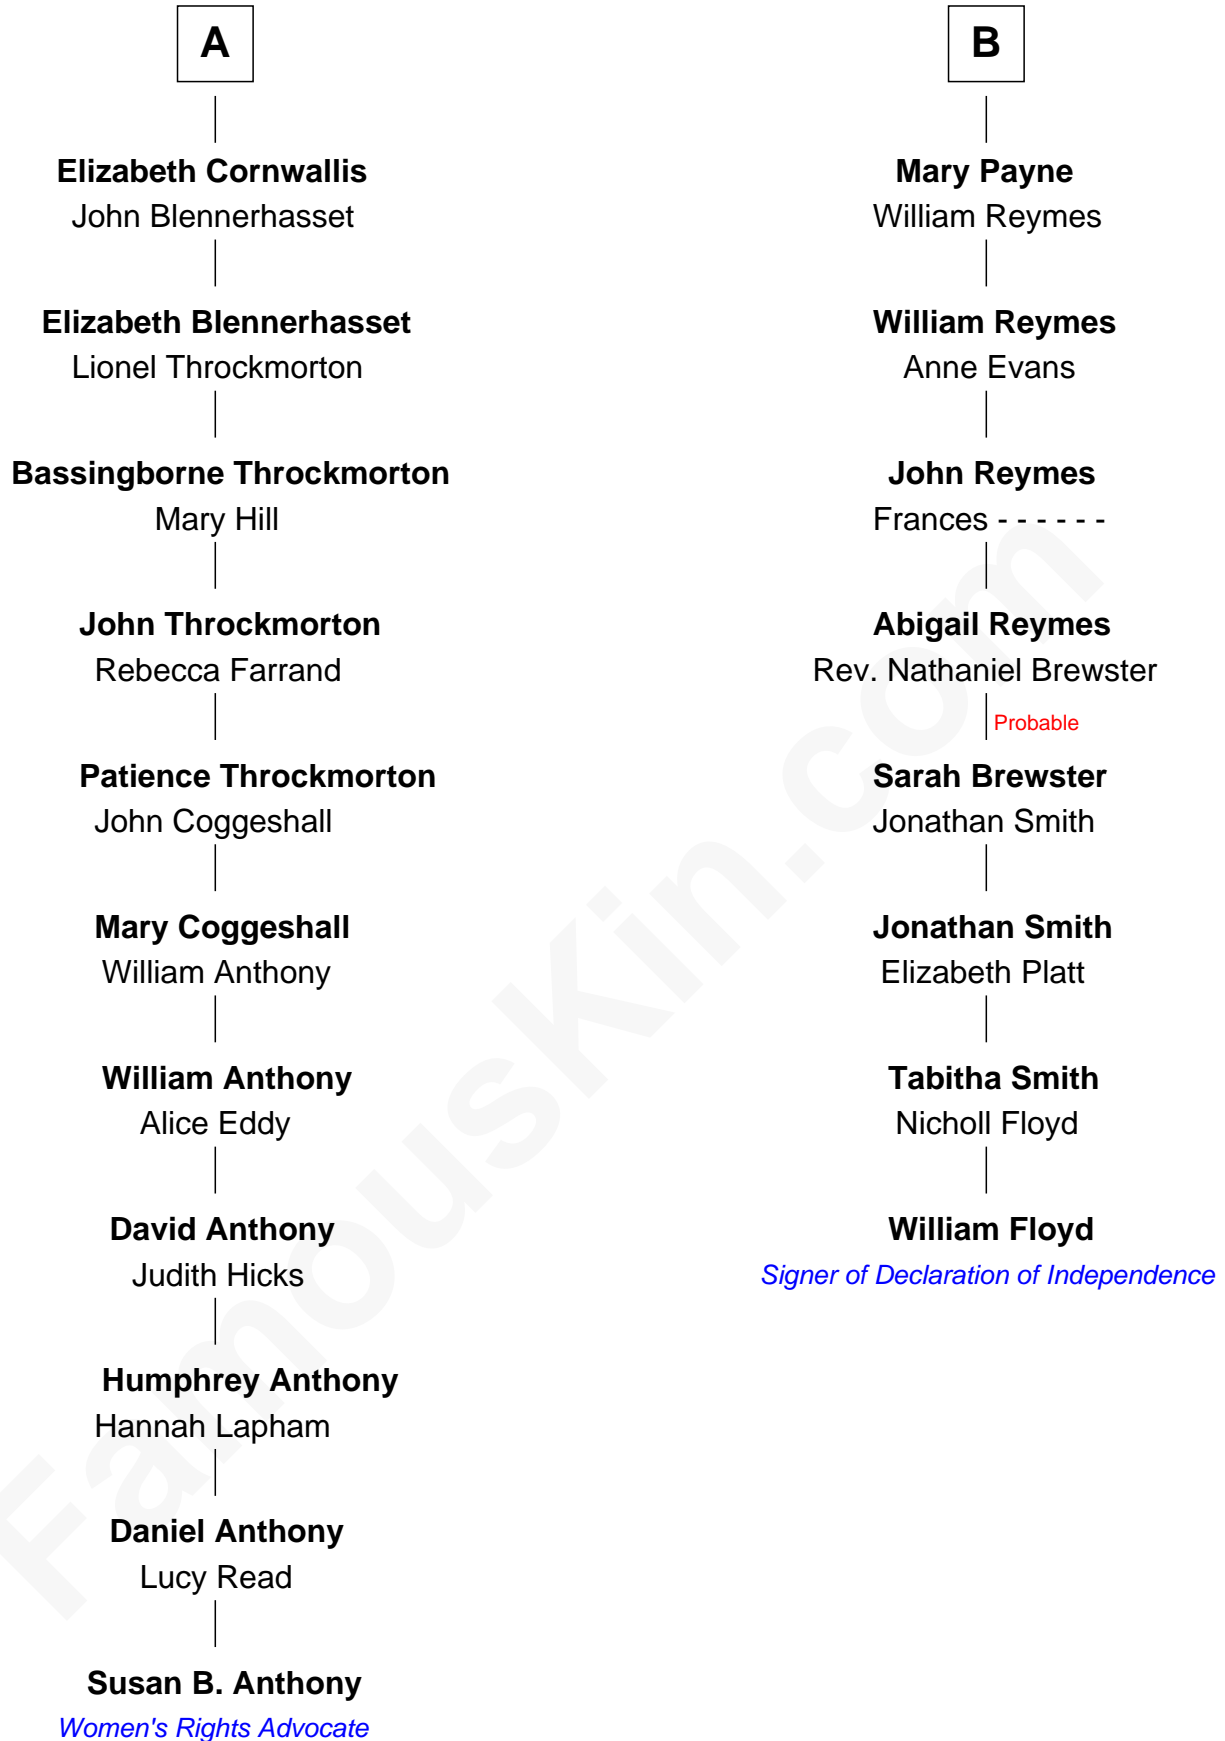 A
Elizabeth Cornwallis
John Blennerhasset
Elizabeth Blennerhasset
Lionel Throckmorton
Bassingborne Throckmorton
Mary Hill
John Throckmorton
Rebecca Farrand
Patience Throckmorton
John Coggeshall
Mary Coggeshall
William Anthony
William Anthony
Alice Eddy
David Anthony
Judith Hicks
Humphrey Anthony
Hannah Lapham
Daniel Anthony
Lucy Read
Susan B. Anthony
Women's Rights Advocate
B
Mary Payne
William Reymes
William Reymes
Anne Evans
John Reymes
Frances - - - - - -
Abigail Reymes
Rev. Nathaniel Brewster
Probable
Sarah Brewster
Jonathan Smith
Jonathan Smith
Elizabeth Platt
Tabitha Smith
Nicholl Floyd
William Floyd
Signer of Declaration of Independence
FamousKin.com